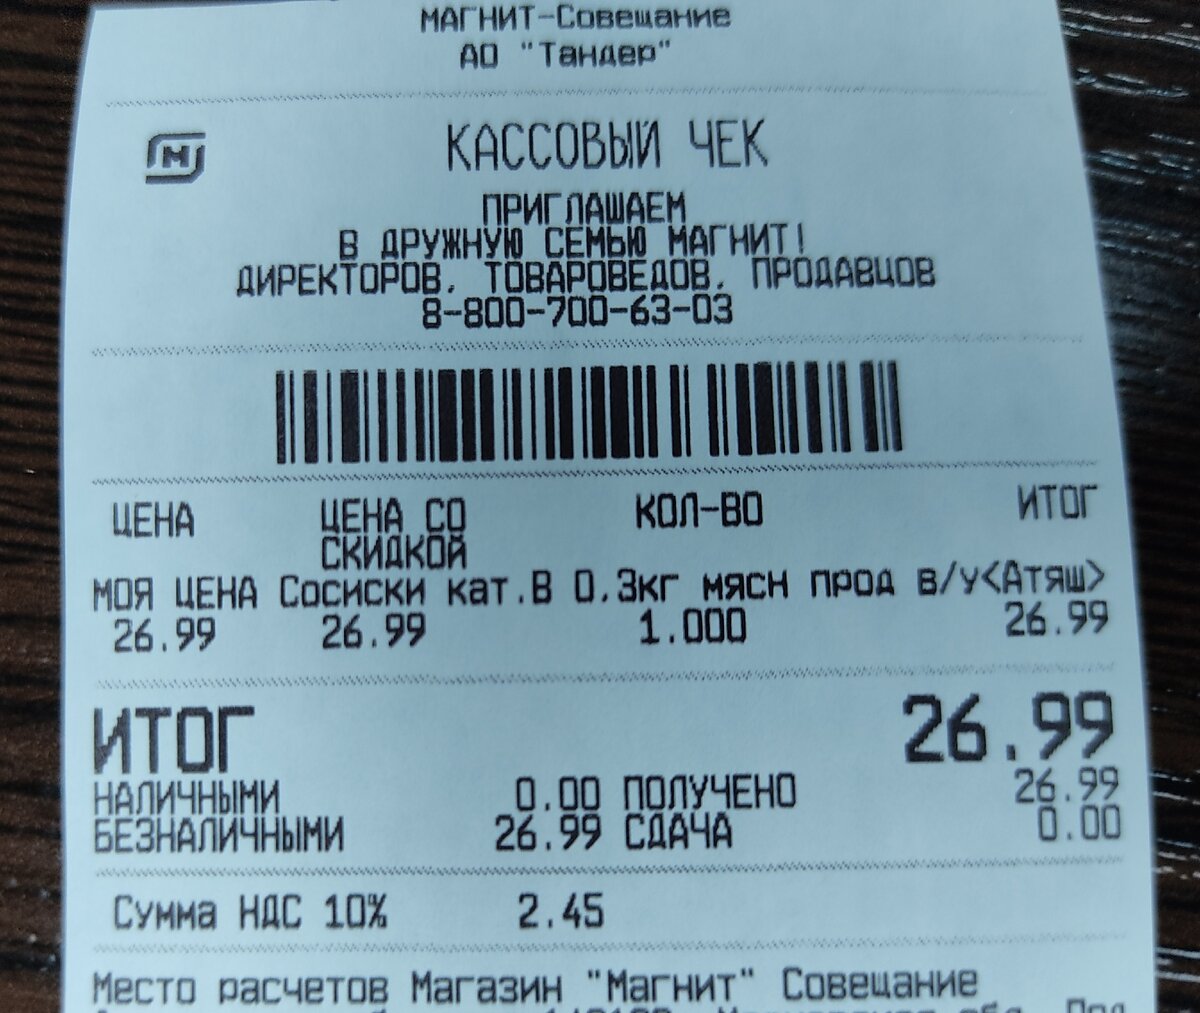 МАГНИТ-Совещание
АО "Тандер"
М
КАССОВЫЙ ЧЕК
ПРИГЛАШАЕМ
В ДРУЖНУЮ СЕМЬЮ МАГНИТ!
ДИРЕКТОРОВ, ТОВАРОВЕДОВ, ПРОДАВЦОВ
8-800-700-63-03
ЦЕНА ЦЕНА СО СКИДКОЙ КОЛ-ВО ИТОГ
МОЯ ЦЕНА Сосиски кат.В 0.3кг мясн прод в/у<Атяш>
26.99 26.99 1.000 26.99
ИТОГ 26.99
НАЛИЧНЫМИ 0.00 ПОЛУЧЕНО 26.99
БЕЗНАЛИЧНЫМИ 26.99 СДАЧА 0.00
Сумма НДС 10% 2.45
Место расчетов Магазин "Магнит" Совещание